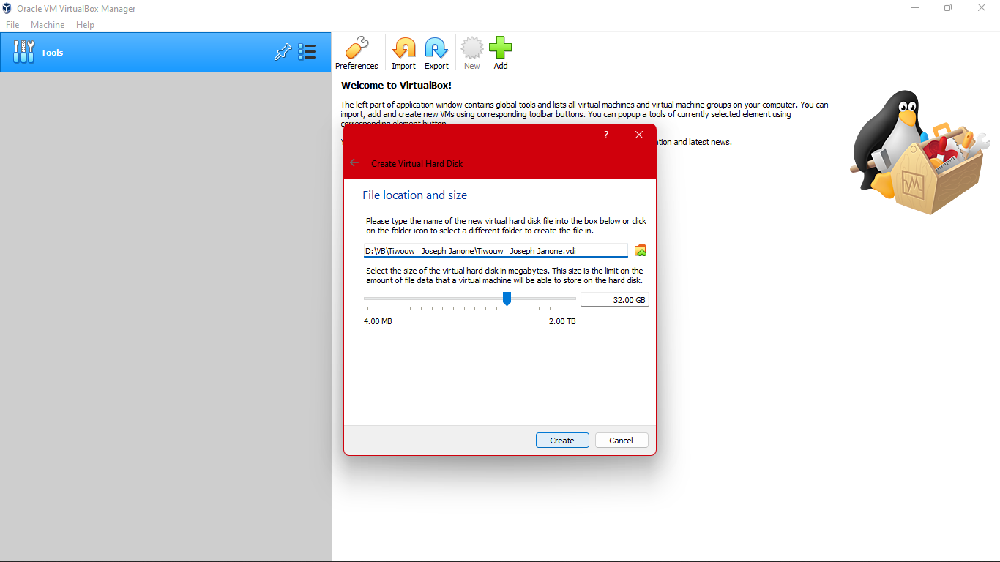 Oracle VM VirtualBox Manager
File Machine Help
Tools
Preferences Import Export New Add
Welcome to VirtualBox!
The left part of application window contains global tools and lists all virtual machines and virtual machine groups on your computer. You can
import, add and create new VMs using corresponding toolbar buttons. You can popup a tools of currently selected element using
corresponding element button.
ation and latest news.
?
Create Virtual Hard Disk
File location and size
Please type the name of the new virtual hard disk file into the box below or click
on the folder icon to select a different folder to create the file in.
D:\VB\Tiwouw_ Joseph Janone\Tiwouw_ Joseph Janone.vdi
Select the size of the virtual hard disk in megabytes. This size is the limit on the
amount of file data that a virtual machine will be able to store on the hard disk.
32.00 GB
4.00 MB 2.00 TB
Create Cancel